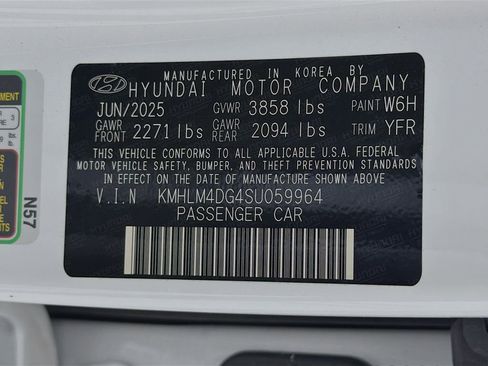 MANUFACTURED IN KOREA BY
HYUNDAI MOTOR COMPANY
JUN/2025 GVWR 3858 lbs PAINT W6H
GAWR FRONT 2271 lbs GAWR REAR 2094 lbs TRIM YFR
THIS VEHICLE CONFORMS TO ALL APPLICABLE U.S.A. FEDERAL
MOTOR VEHICLE SAFETY, BUMPER, AND THEFT PREVENTION STANDARDS
IN EFFECT ON THE DATE OF MANUFACTURE SHOWN ABOVE
V.I.N KMHLM4DG4SU059964
PASSENGER CAR
N57